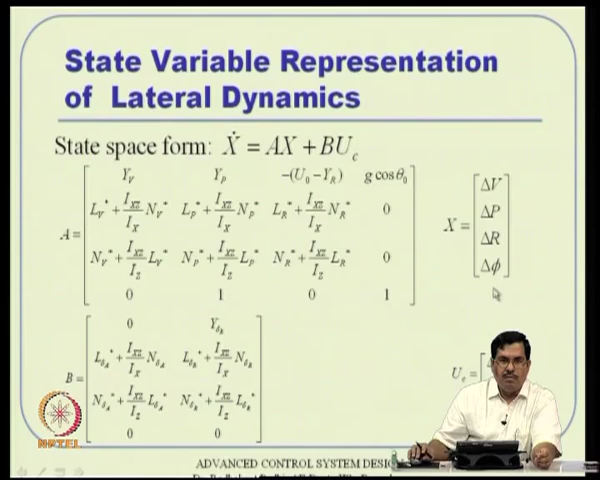 State Variable Representation
of Lateral Dynamics
State space form: Ẋ = AX + BU_c
A = [ Y_V  Y_P  -(U_0 - Y_R)  g cos θ_0
L_V^* + I_XZ/I_X N_V^*  L_P^* + I_XZ/I_X N_P^*  L_R^* + I_XZ/I_X N_R^*  0
N_V^* + I_XZ/I_Z L_V^*  N_P^* + I_XZ/I_Z L_P^*  N_R^* + I_XZ/I_Z L_R^*  0
0  1  0  1 ]
X = [ ΔV
ΔP
ΔR
Δϕ ]
B = [ 0  Y_δR
L_δA^* + I_XZ/I_X N_δA  L_δR^* + I_XZ/I_X N_δR
N_δA^* + I_XZ/I_Z L_δA^*  N_δR^* + I_XZ/I_Z L_δR^*
0  0 ]
U_c =
NPTEL
ADVANCED CONTROL SYSTEM DESI